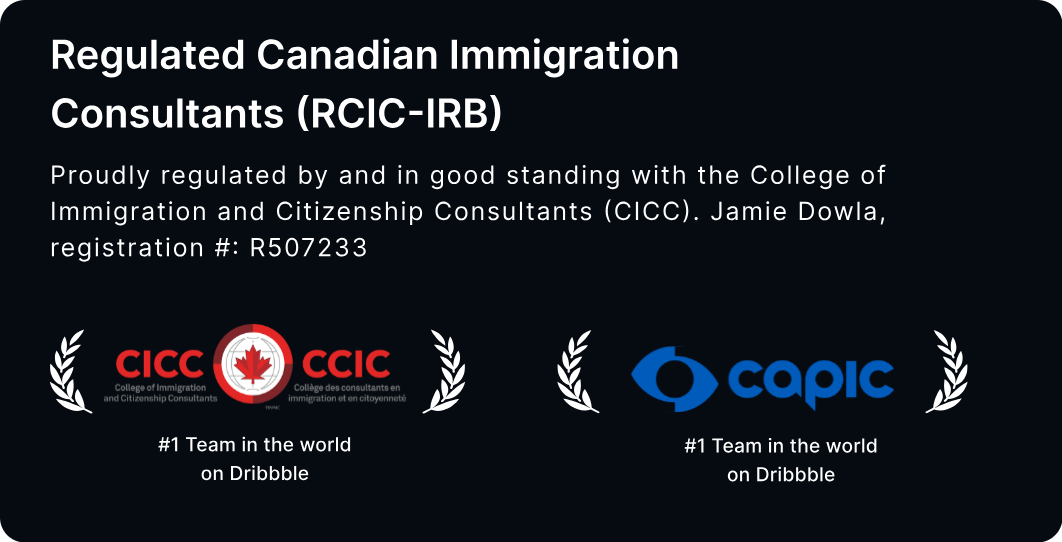 Regulated Canadian Immigration
Consultants (RCIC-IRB)
Proudly regulated by and in good standing with the College of
Immigration and Citizenship Consultants (CICC). Jamie Dowla,
registration #: R507233
CICC CCIC
College of Immigration
and Citizenship Consultants
Collège des consultants en
immigration et en citoyenneté
capic
#1 Team in the world
on Dribbble
#1 Team in the world
on Dribbble